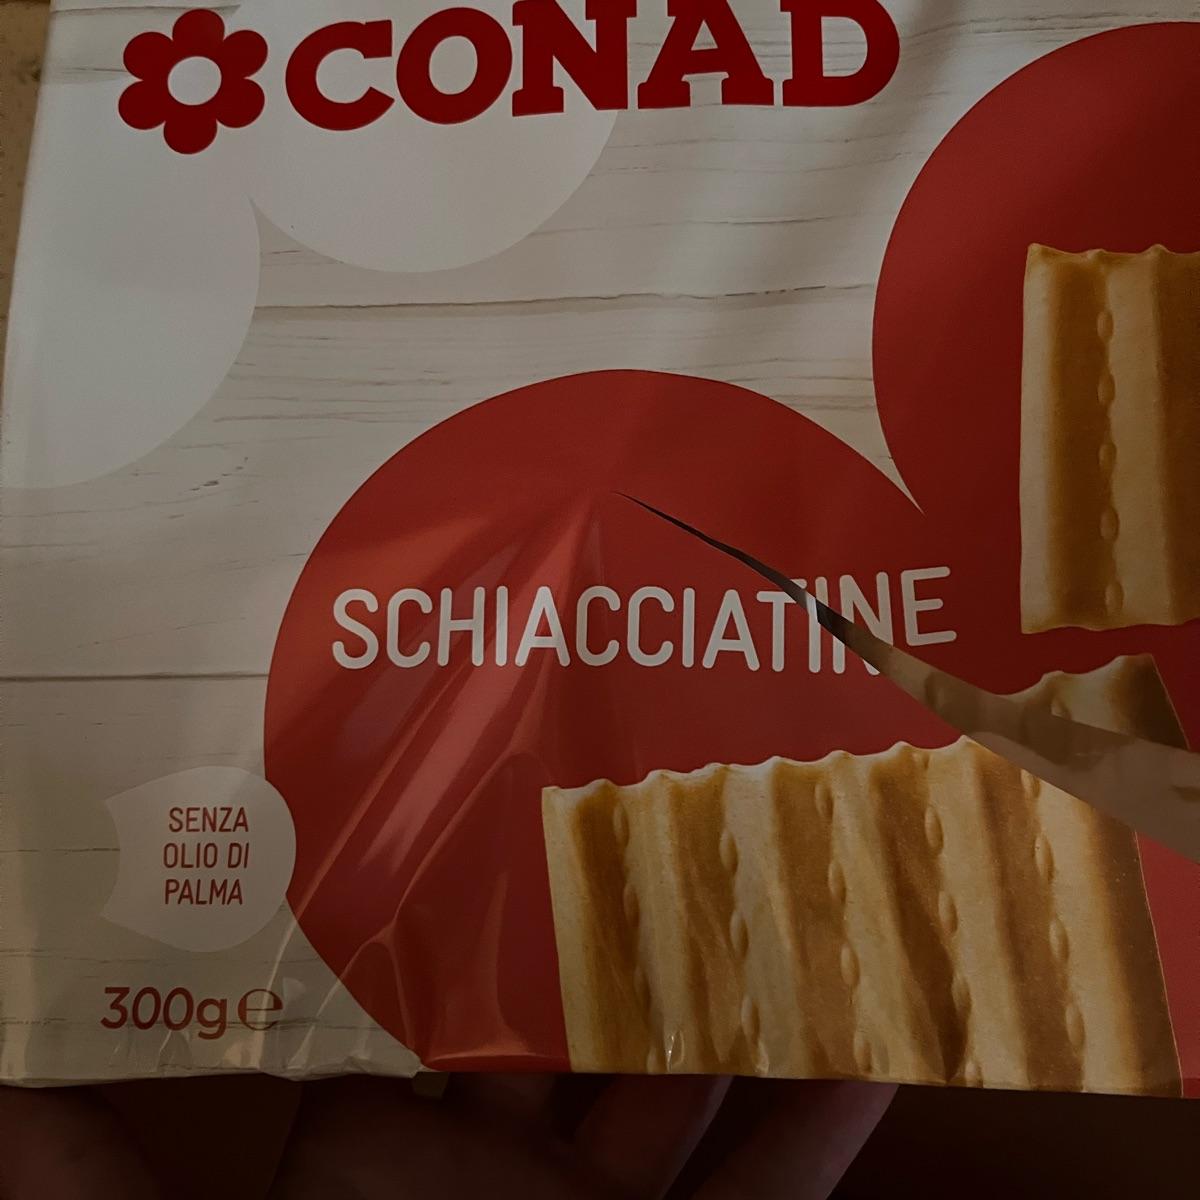 CONAD
SCHIACCIATINE
SENZA
OLIO DI
PALMA
300g℮